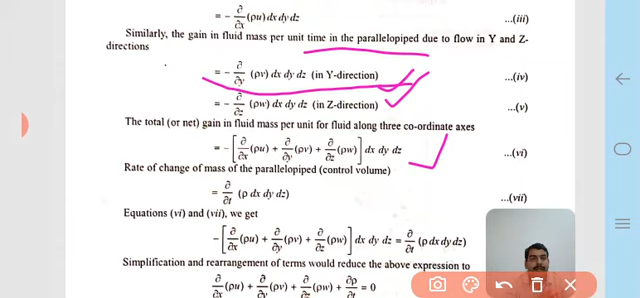 = − ∂/∂x (ρu) dx dy dz ...(iii)
Similarly, the gain in fluid mass per unit time in the parallelopiped due to flow in Y and Z-
directions
= − ∂/∂y (ρv) dx dy dz (in Y-direction) ...(iv)
= − ∂/∂z (ρw) dx dy dz (in Z-direction) ...(v)
The total (or net) gain in fluid mass per unit for fluid along three co-ordinate axes
= − [∂/∂x (ρu) + ∂/∂y (ρv) + ∂/∂z (ρw)] dx dy dz ...(vi)
Rate of change of mass of the parallelopiped (control volume)
= ∂/∂t (ρ dx dy dz) ...(vii)
Equations (vi) and (vii), we get
− [∂/∂x (ρu) + ∂/∂y (ρv) + ∂/∂z (ρw)] dx dy dz = ∂/∂t (ρ dx dy dz)
Simplification and rearrangement of terms would reduce the above expression to
∂/∂x (ρu) + ∂/∂y (ρv) + ∂/∂z (ρw) + ∂ρ/∂t = 0